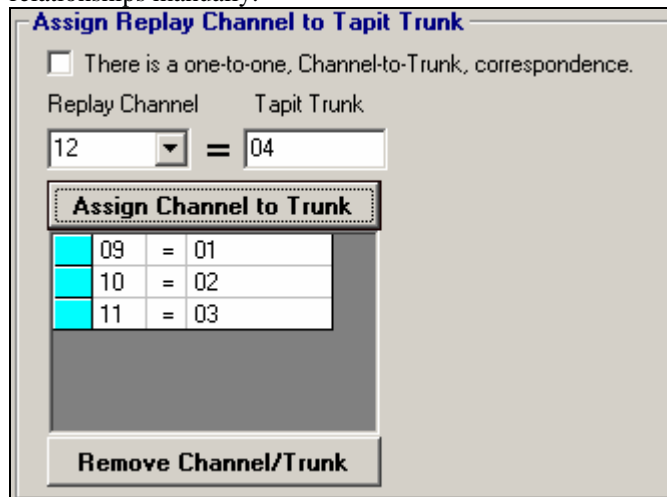 relationships manually.
Assign Replay Channel to Tapit Trunk
There is a one-to-one, Channel-to-Trunk, correspondence.
Replay Channel Tapit Trunk
12 = 04
Assign Channel to Trunk
09 = 01
10 = 02
11 = 03
Remove Channel/Trunk